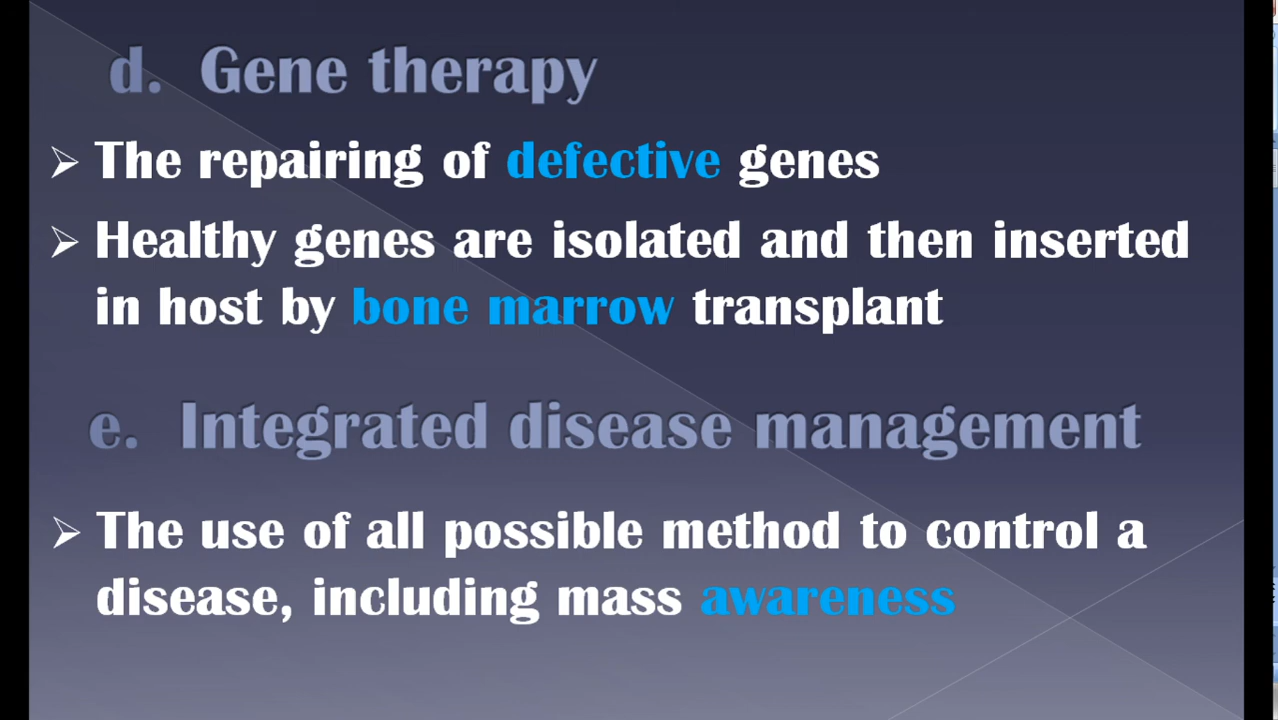 d. Gene therapy
➢ The repairing of defective genes
➢ Healthy genes are isolated and then inserted
in host by bone marrow transplant
e. Integrated disease management
➢ The use of all possible method to control a
disease, including mass awareness